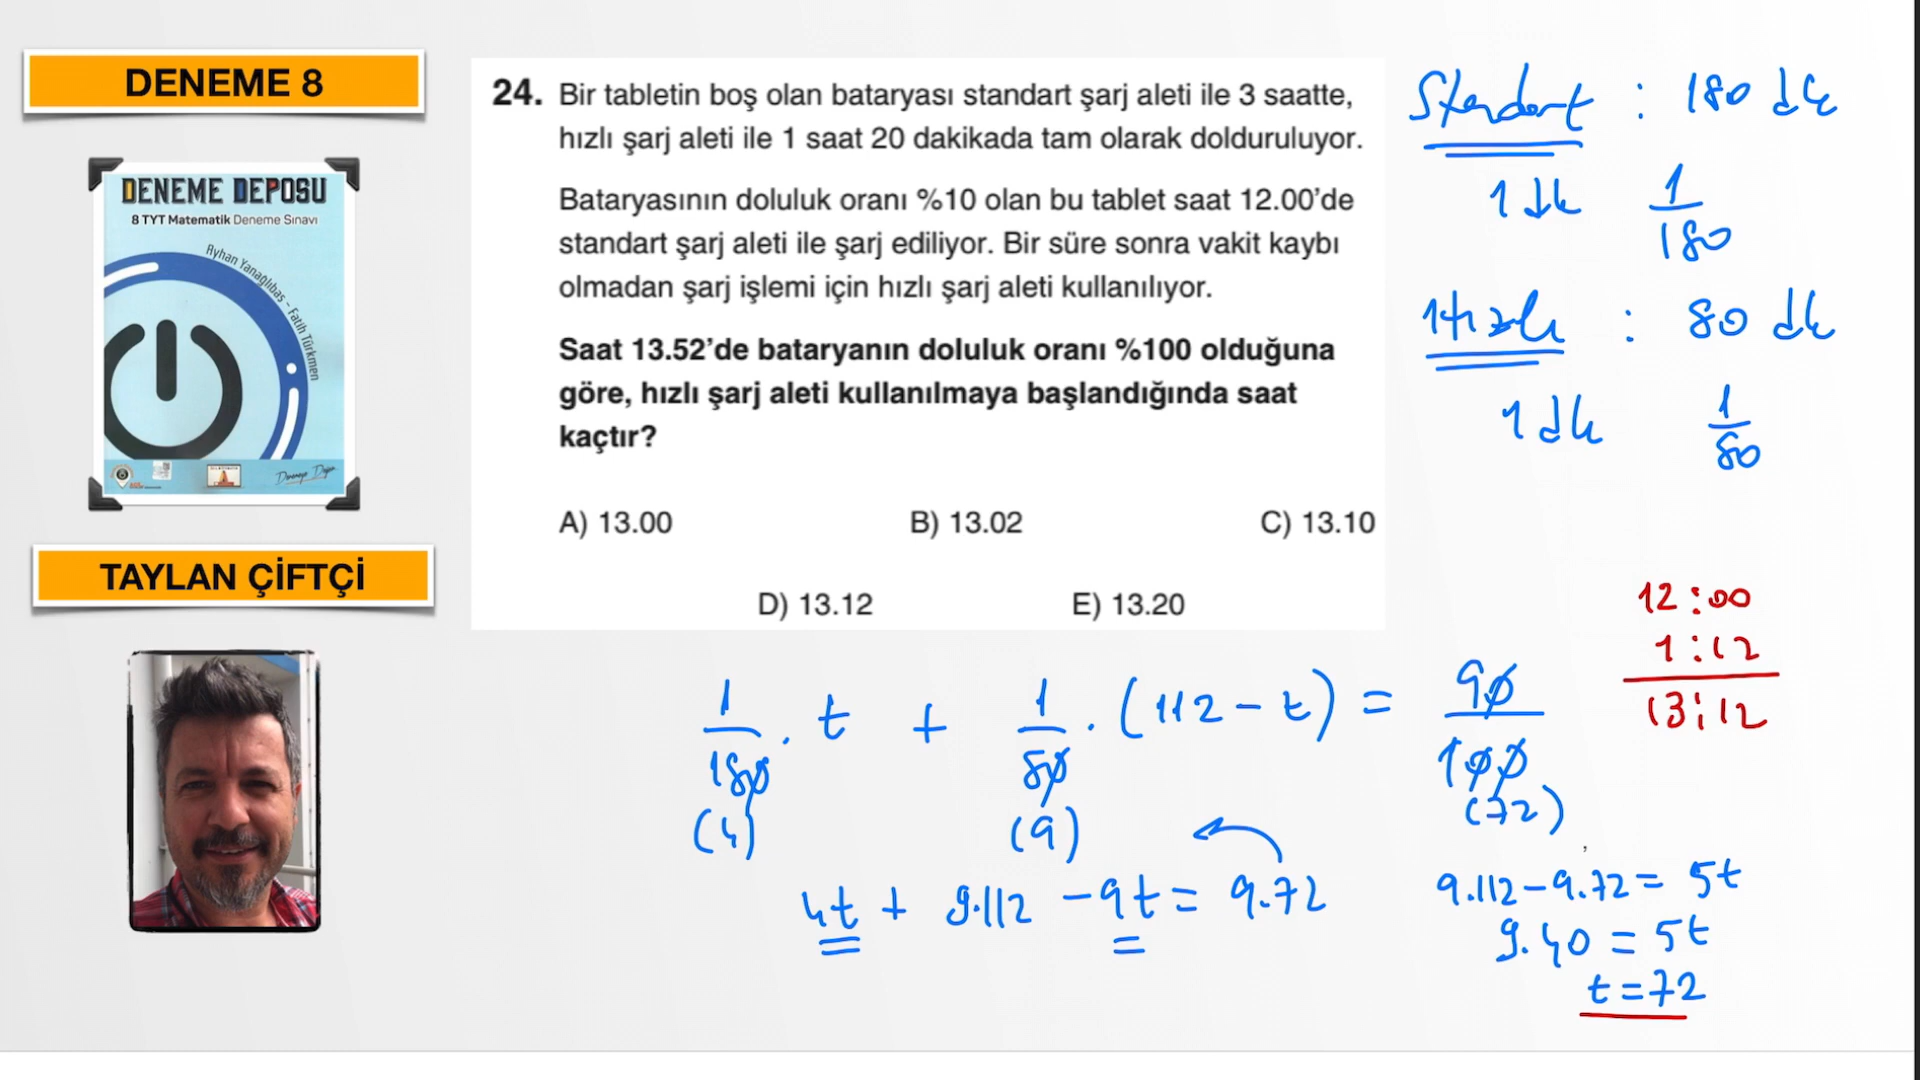 DENEME 8
DENEME DEPOSU
8 TYT Matematik Deneme Sınavı
Ayhan Yanağlıbaş - Fatih Türkmen
TAYLAN ÇİFTÇİ
24. Bir tabletin boş olan bataryası standart şarj aleti ile 3 saatte,
hızlı şarj aleti ile 1 saat 20 dakikada tam olarak dolduruluyor.
Bataryasının doluluk oranı %10 olan bu tablet saat 12.00’de
standart şarj aleti ile şarj ediliyor. Bir süre sonra vakit kaybı
olmadan şarj işlemi için hızlı şarj aleti kullanılıyor.
Saat 13.52’de bataryanın doluluk oranı %100 olduğuna
göre, hızlı şarj aleti kullanılmaya başlandığında saat
kaçtır?
A) 13.00 B) 13.02 C) 13.10
D) 13.12 E) 13.20
Standart : 180 dk
1 dk 1/180
Hızlı : 80 dk
1 dk 1/80
12:00
1:12
13:12
1/180 . t + 1/80 . (112 - t) = 90/100
(4) (9) (72)
4t + 9.112 - 9t = 9.72
9.112 - 9.72 = 5t
9.40 = 5t
t = 72